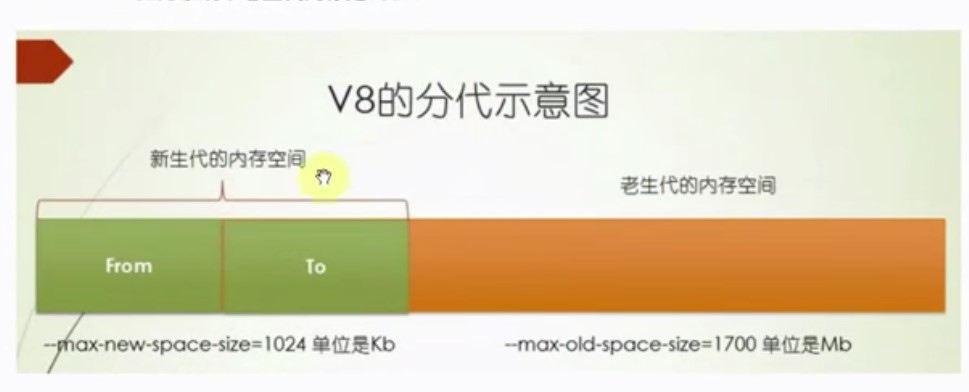 V8的分代示意图
新生代的内存空间
老生代的内存空间
From
To
--max-new-space-size=1024 单位是Kb
--max-old-space-size=1700 单位是Mb